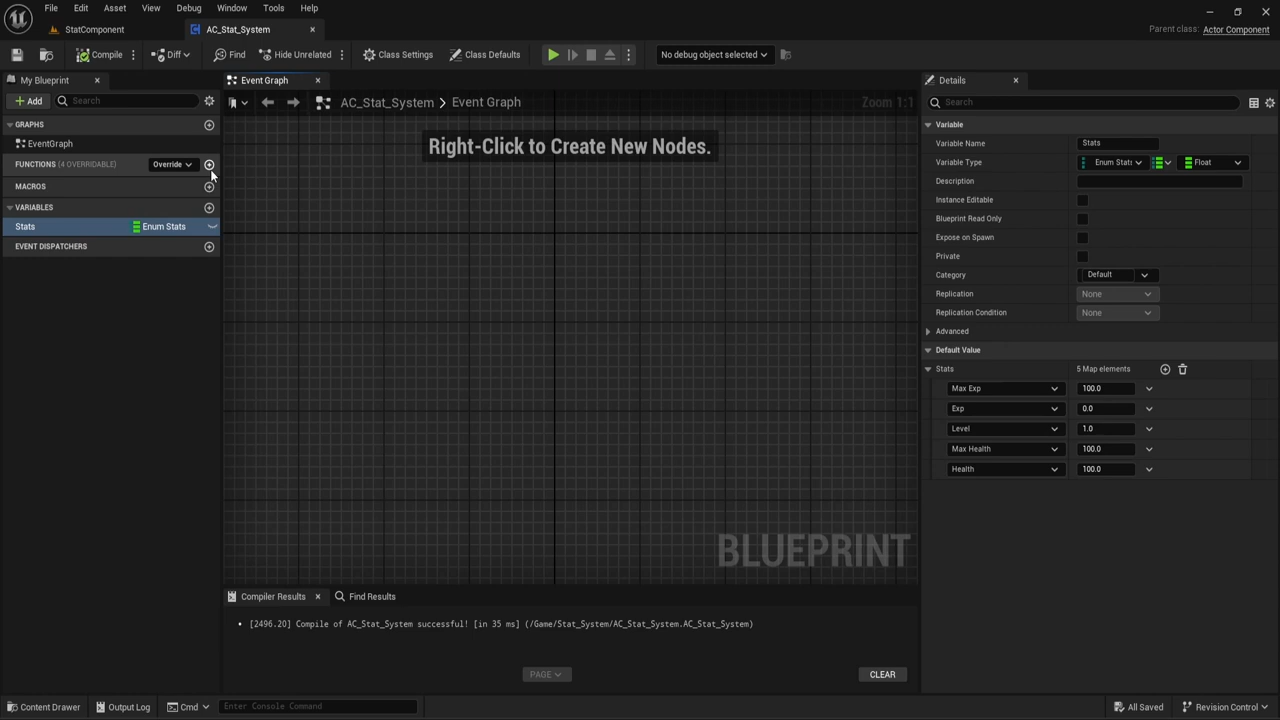 File Edit Asset View Debug Window Tools Help
StatComponent AC_Stat_System
Parent class: Actor Component
Compile Diff Find Hide Unrelated Class Settings Class Defaults No debug object selected
My Blueprint
Add Search
GRAPHS
EventGraph
FUNCTIONS (4 OVERRIDABLE) Override
MACROS
VARIABLES
Stats Enum Stats
EVENT DISPATCHERS
Event Graph
AC_Stat_System > Event Graph Zoom 1:1
Right-Click to Create New Nodes.
BLUEPRINT
Compiler Results Find Results
[2496.20] Compile of AC_Stat_System successful! [in 35 ms] (/Game/Stat_System/AC_Stat_System.AC_Stat_System)
PAGE CLEAR
Details
Search
Variable
Variable Name Stats
Variable Type Enum Stats Float
Description
Instance Editable
Blueprint Read Only
Expose on Spawn
Private
Category Default
Replication None
Replication Condition None
Advanced
Default Value
Stats 5 Map elements
Max Exp 100.0
Exp 0.0
Level 1.0
Max Health 100.0
Health 100.0
Content Drawer Output Log Cmd Enter Console Command All Saved Revision Control